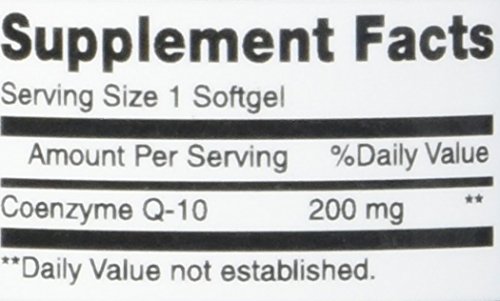 Supplement Facts
Serving Size 1 Softgel
Amount Per Serving %Daily Value
Coenzyme Q-10 200 mg **
**Daily Value not established.